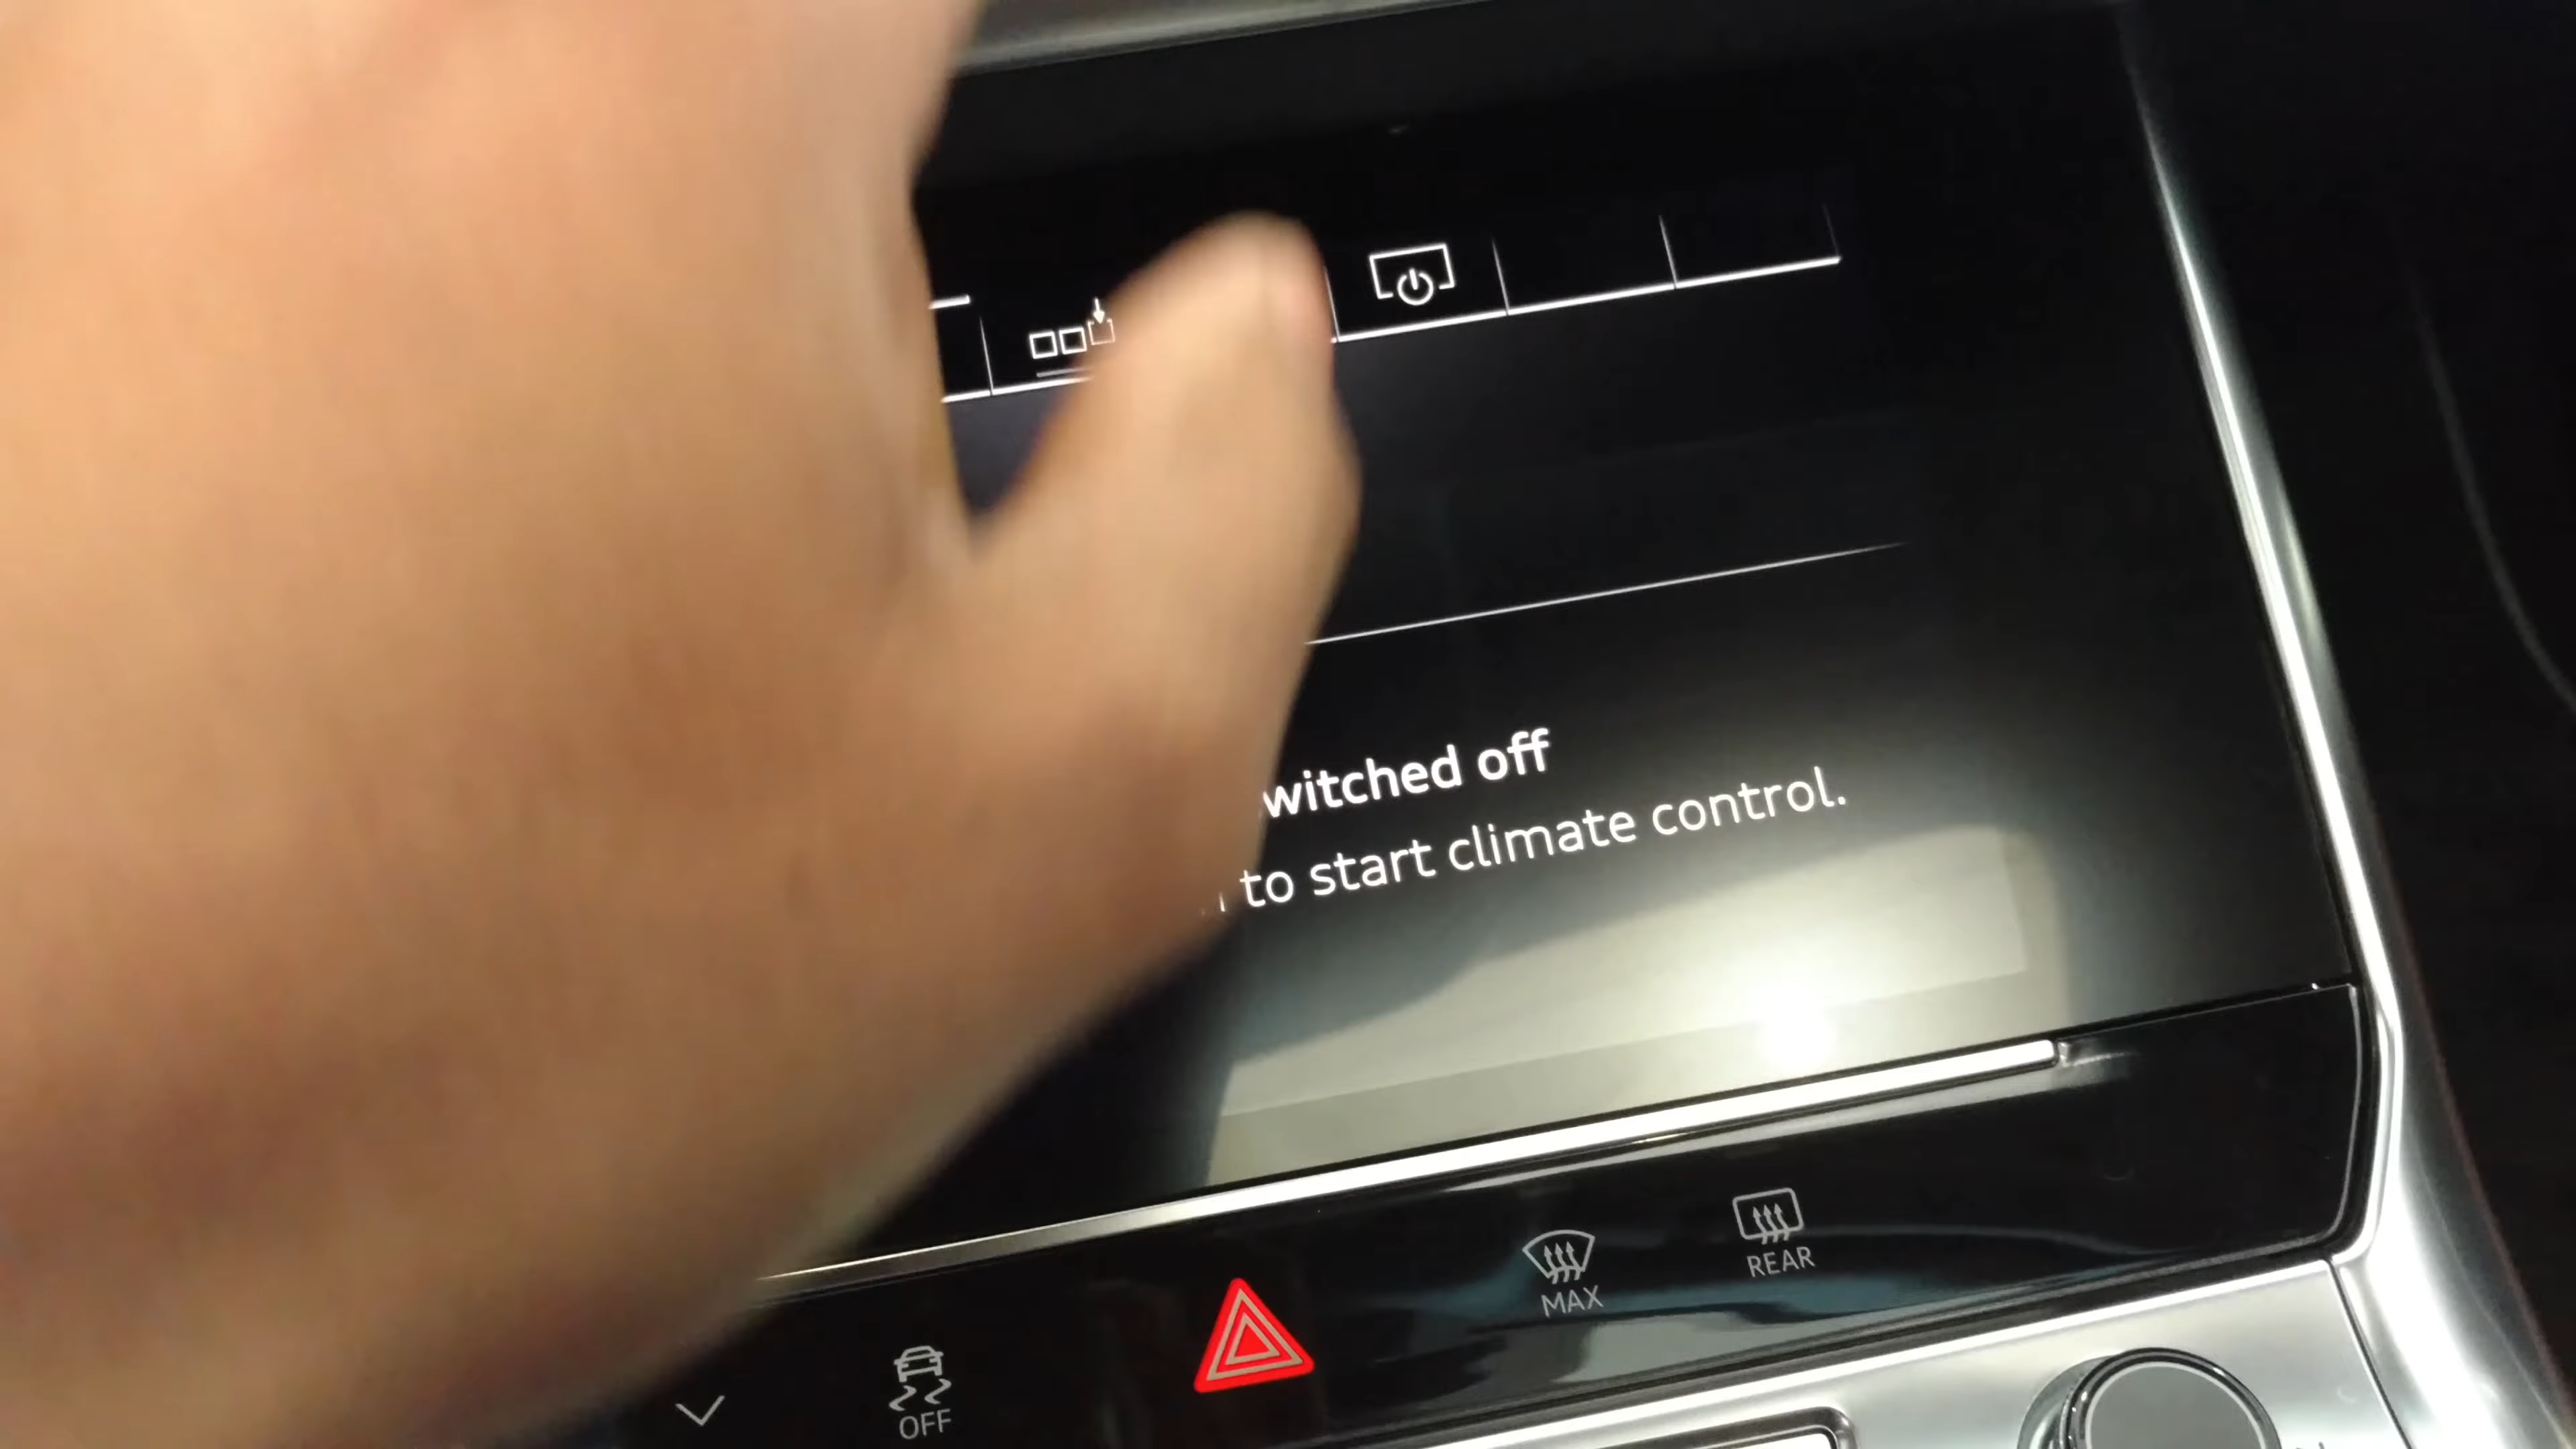 witched off
to start climate control.
REAR
MAX
OFF